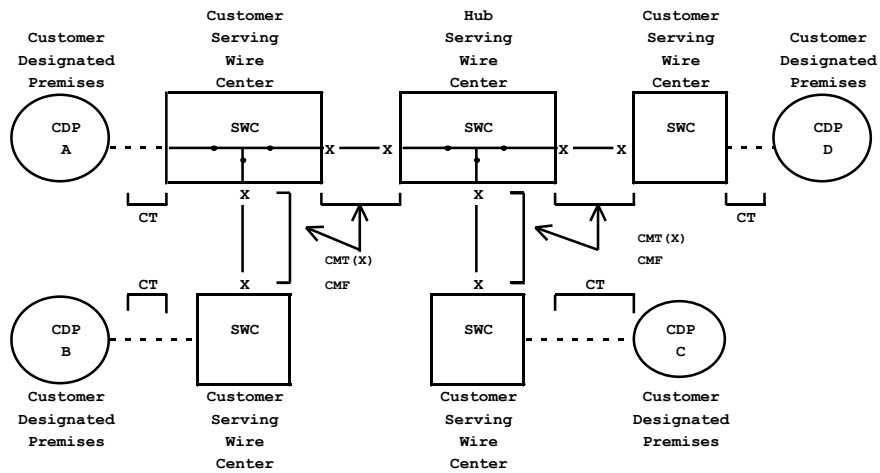 Customer
Serving
Wire
Center
Hub
Serving
Wire
Center
Customer
Serving
Wire
Center
Customer
Designated
Premises
Customer
Designated
Premises
CDP
A
SWC
X
X
SWC
X
X
SWC
CDP
D
CT
X
X
CT
CMT(X)
CMF
CMT(X)
CMF
CT
X
X
CT
CDP
B
SWC
SWC
CDP
C
Customer
Designated
Premises
Customer
Serving
Wire
Center
Customer
Serving
Wire
Center
Customer
Designated
Premises